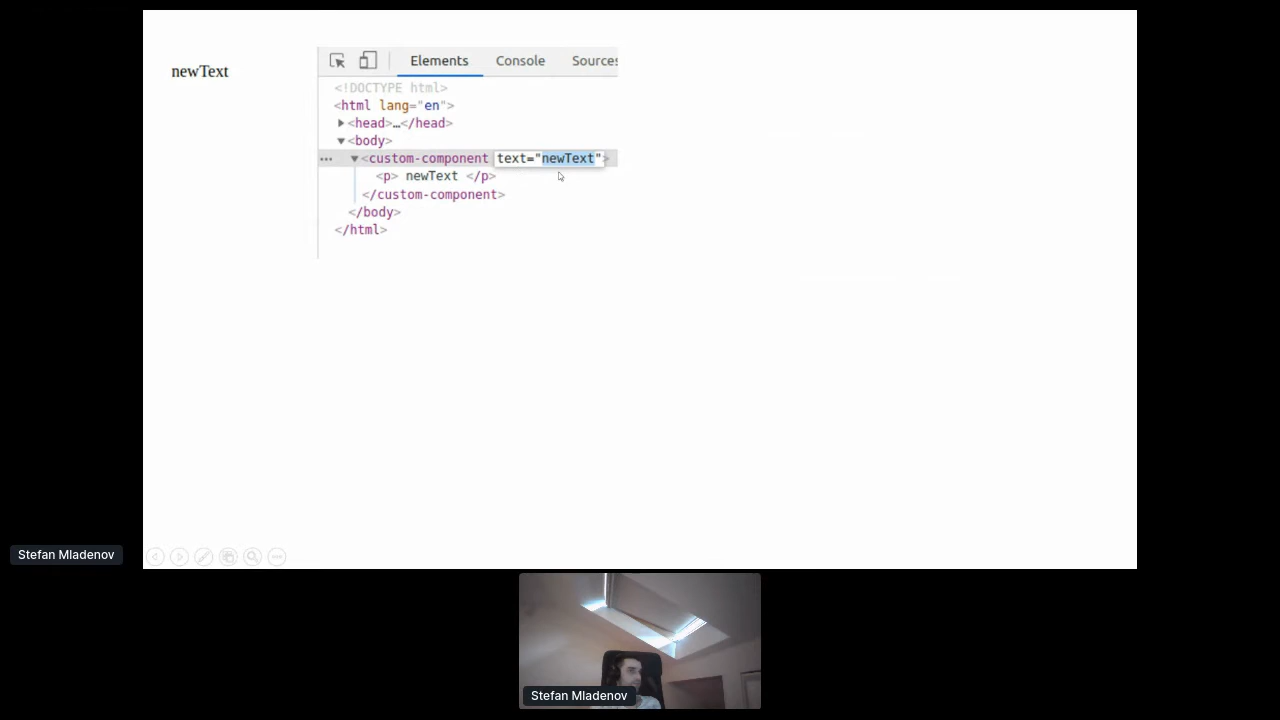 newText
Elements Console Sources
<!DOCTYPE html>
<html lang="en">
<head>…</head>
<body>
<custom-component text="newText">
<p> newText </p>
</custom-component>
</body>
</html>
Stefan Mladenov
Stefan Mladenov